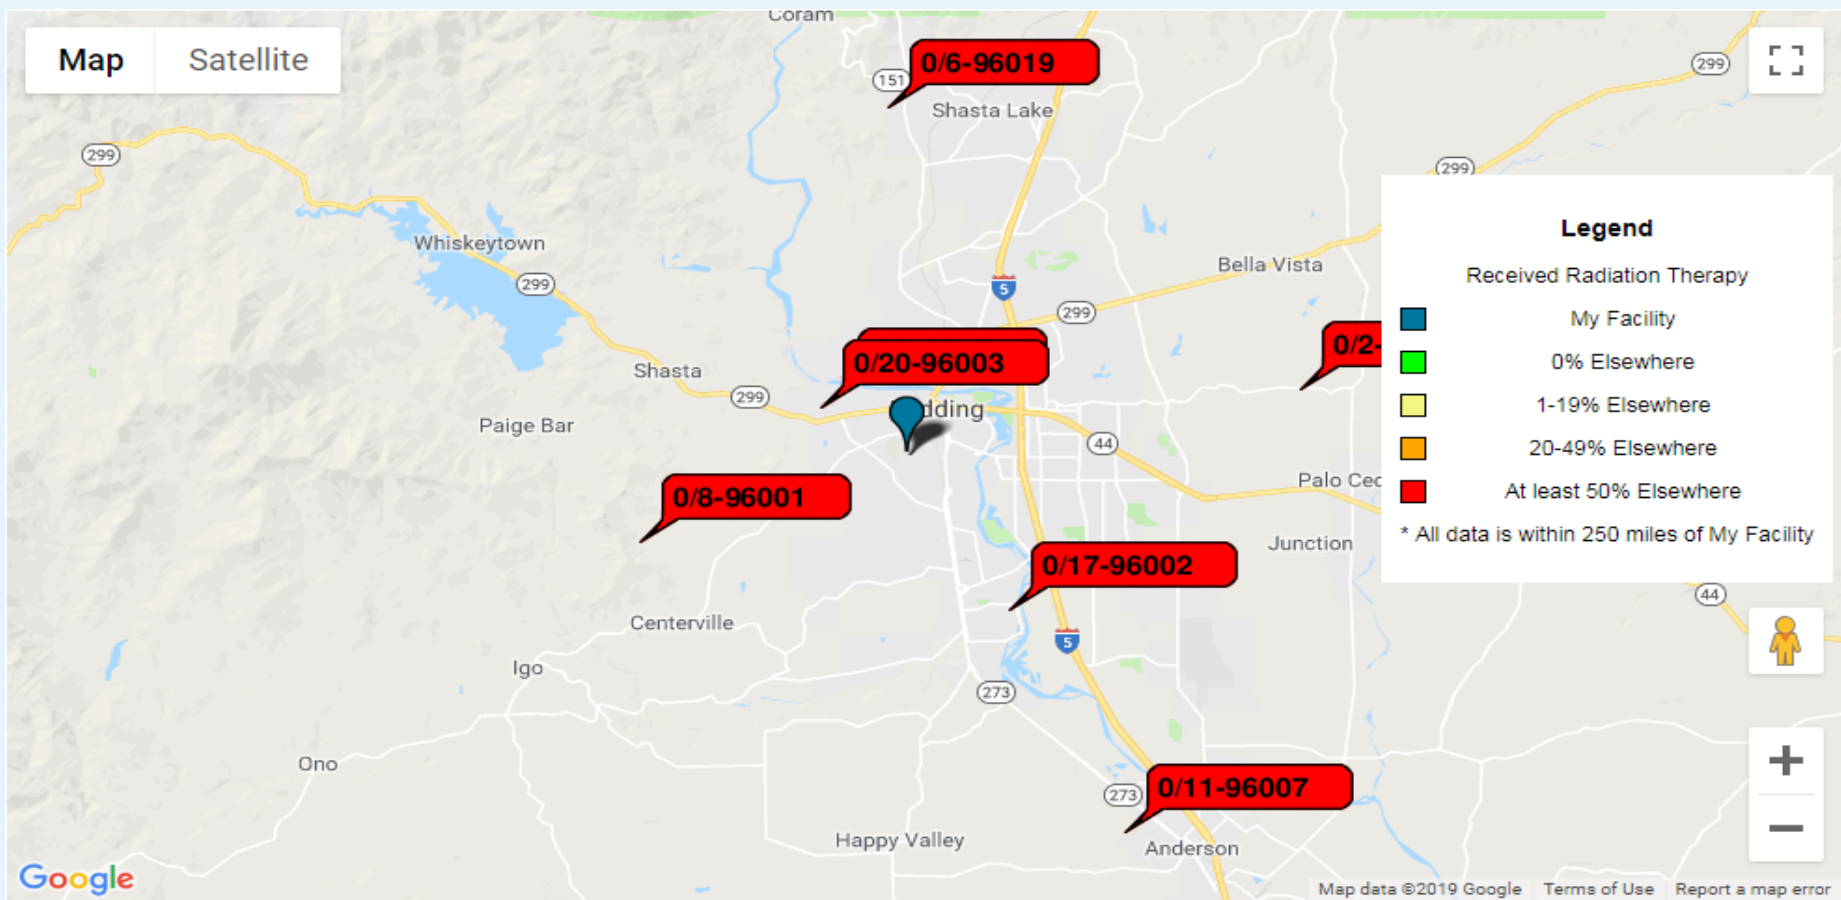 Coram
Map
Satellite
0/6-96019
151
Shasta Lake
299
299
299
Whiskeytown
299
Bella Vista
5
299
Legend
Received Radiation Therapy
My Facility
0% Elsewhere
1-19% Elsewhere
20-49% Elsewhere
At least 50% Elsewhere
* All data is within 250 miles of My Facility
0/20-96003
0/2-
Shasta
299
dding
Paige Bar
44
Palo Ced
0/8-96001
Junction
0/17-96002
44
Centerville
5
Igo
273
Ono
0/11-96007
273
Happy Valley
Anderson
Google
Map data ©2019 Google
Terms of Use
Report a map error